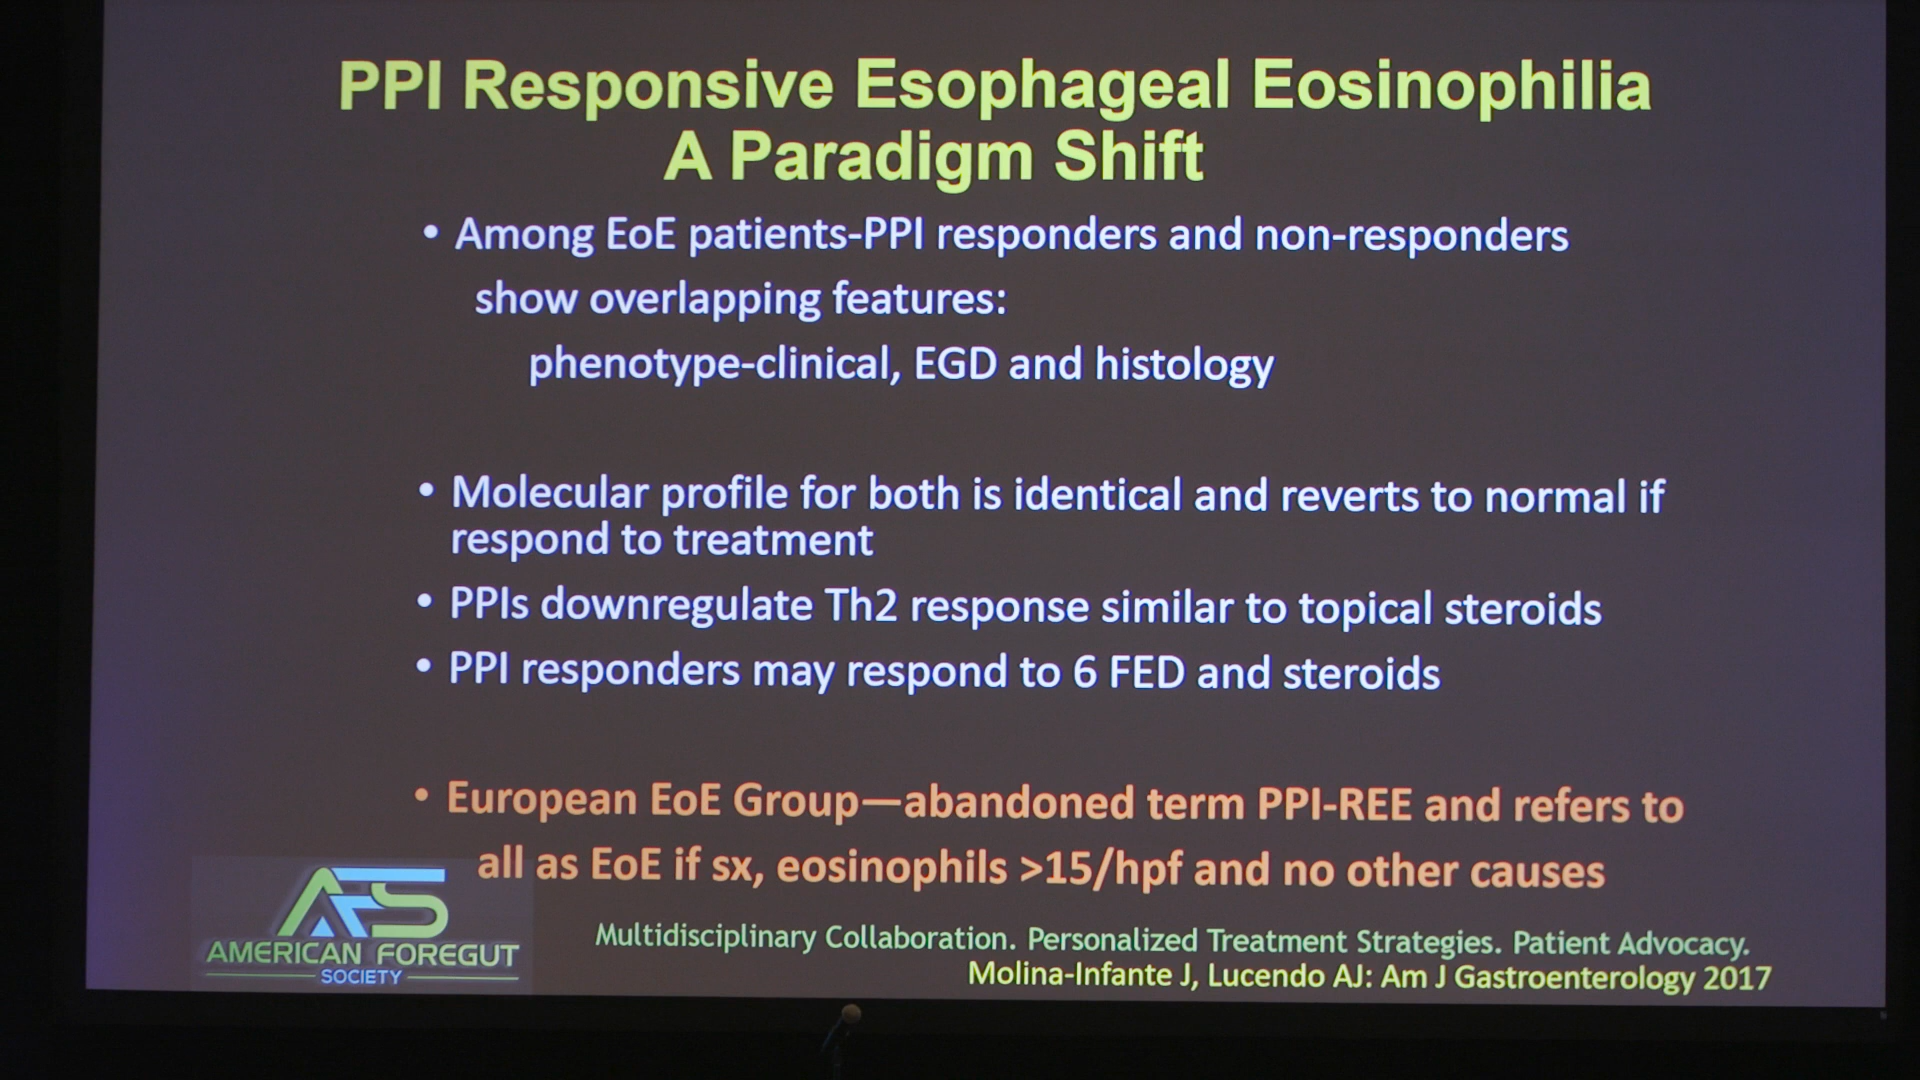 PPI Responsive Esophageal Eosinophilia
A Paradigm Shift
• Among EoE patients-PPI responders and non-responders
show overlapping features:
phenotype-clinical, EGD and histology
• Molecular profile for both is identical and reverts to normal if
respond to treatment
• PPIs downregulate Th2 response similar to topical steroids
• PPI responders may respond to 6 FED and steroids
• European EoE Group—abandoned term PPI-REE and refers to
all as EoE if sx, eosinophils >15/hpf and no other causes
AFS
AMERICAN FOREGUT
SOCIETY
Multidisciplinary Collaboration. Personalized Treatment Strategies. Patient Advocacy.
Molina-Infante J, Lucendo AJ: Am J Gastroenterology 2017